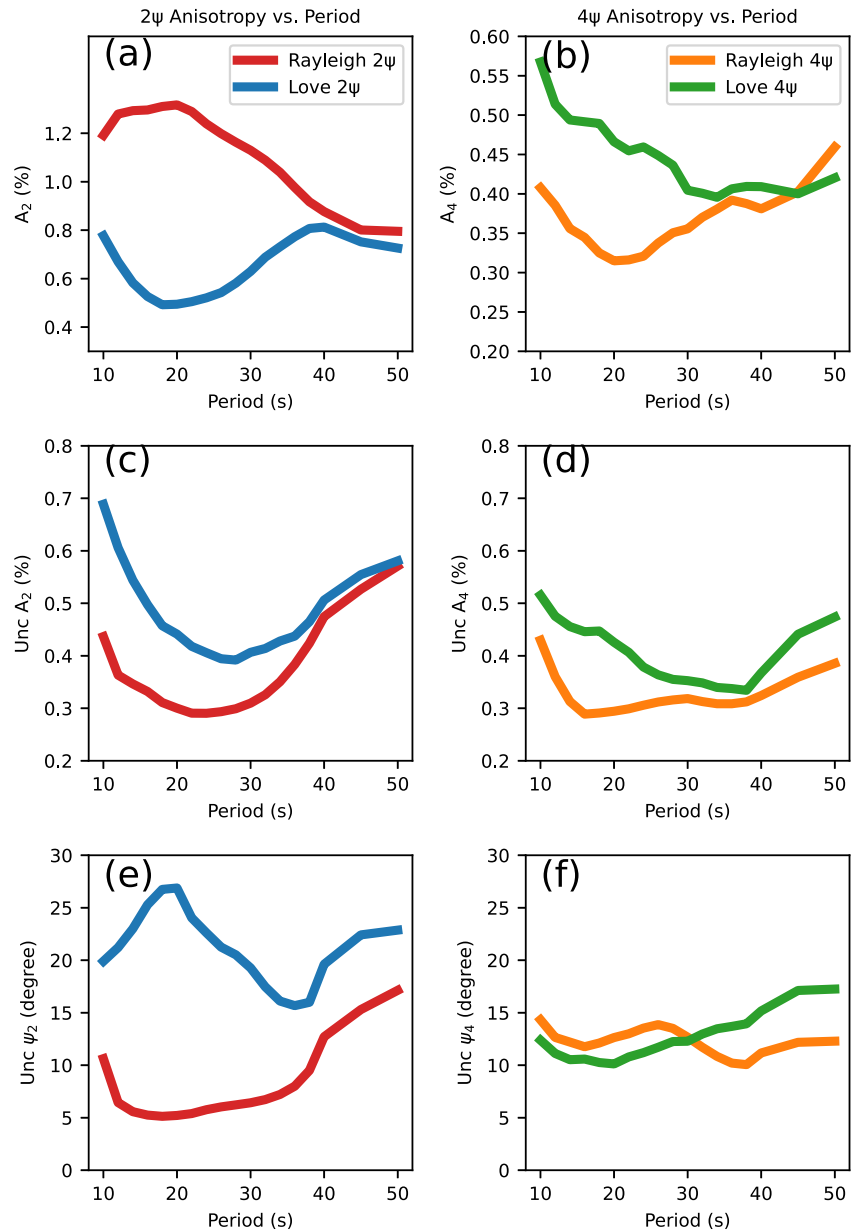 2ψ Anisotropy vs. Period
4ψ Anisotropy vs. Period
(a)
Rayleigh 2ψ
Love 2ψ
1.2
1.0
0.8
0.6
0.4
A2 (%)
10 20 30 40 50
Period (s)
(b)
Rayleigh 4ψ
Love 4ψ
0.60
0.55
0.50
0.45
0.40
0.35
0.30
0.25
0.20
A4 (%)
10 20 30 40 50
Period (s)
(c)
0.8
0.7
0.6
0.5
0.4
0.3
0.2
Unc A2 (%)
10 20 30 40 50
Period (s)
(d)
0.8
0.7
0.6
0.5
0.4
0.3
0.2
Unc A4 (%)
10 20 30 40 50
Period (s)
(e)
30
25
20
15
10
5
0
Unc ψ2 (degree)
10 20 30 40 50
Period (s)
(f)
30
25
20
15
10
5
0
Unc ψ4 (degree)
10 20 30 40 50
Period (s)